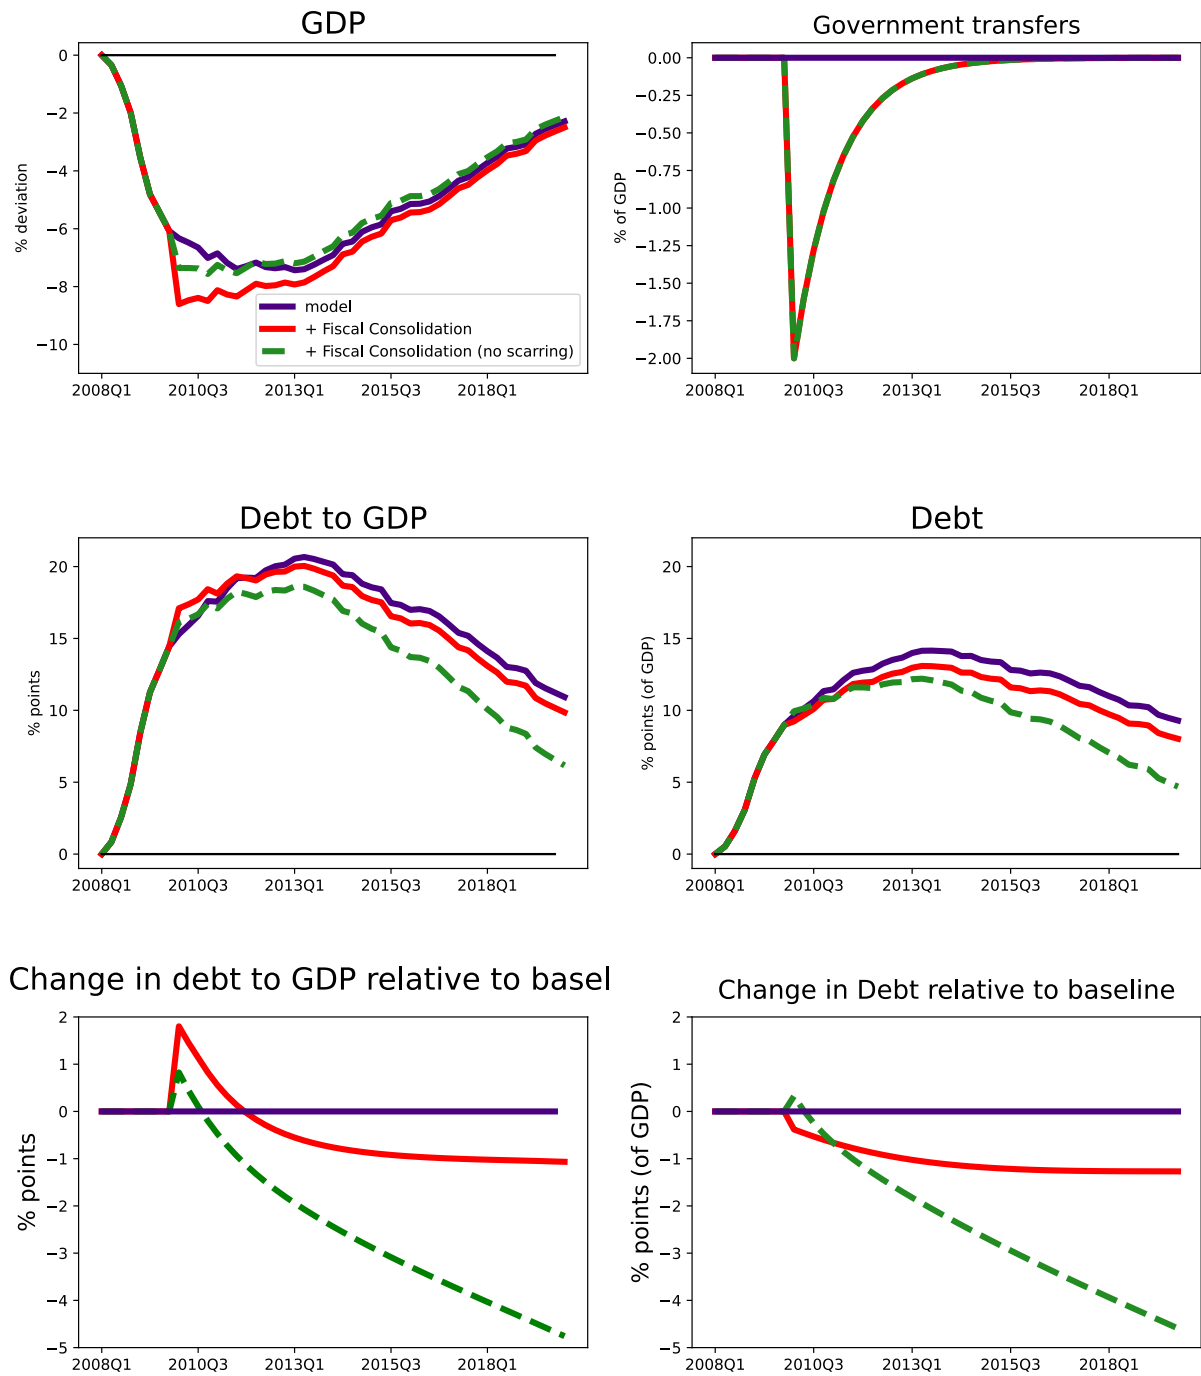 GDP
% deviation
0
−2
−4
−6
−8
−10
model
+ Fiscal Consolidation
+ Fiscal Consolidation (no scarring)
2008Q1 2010Q3 2013Q1 2015Q3 2018Q1
Government transfers
% of GDP
0.00
−0.25
−0.50
−0.75
−1.00
−1.25
−1.50
−1.75
−2.00
2008Q1 2010Q3 2013Q1 2015Q3 2018Q1
Debt to GDP
% points
20
15
10
5
0
2008Q1 2010Q3 2013Q1 2015Q3 2018Q1
Debt
% points (of GDP)
20
15
10
5
0
2008Q1 2010Q3 2013Q1 2015Q3 2018Q1
Change in debt to GDP relative to basel
% points
2
1
0
−1
−2
−3
−4
−5
2008Q1 2010Q3 2013Q1 2015Q3 2018Q1
Change in Debt relative to baseline
% points (of GDP)
2
1
0
−1
−2
−3
−4
−5
2008Q1 2010Q3 2013Q1 2015Q3 2018Q1